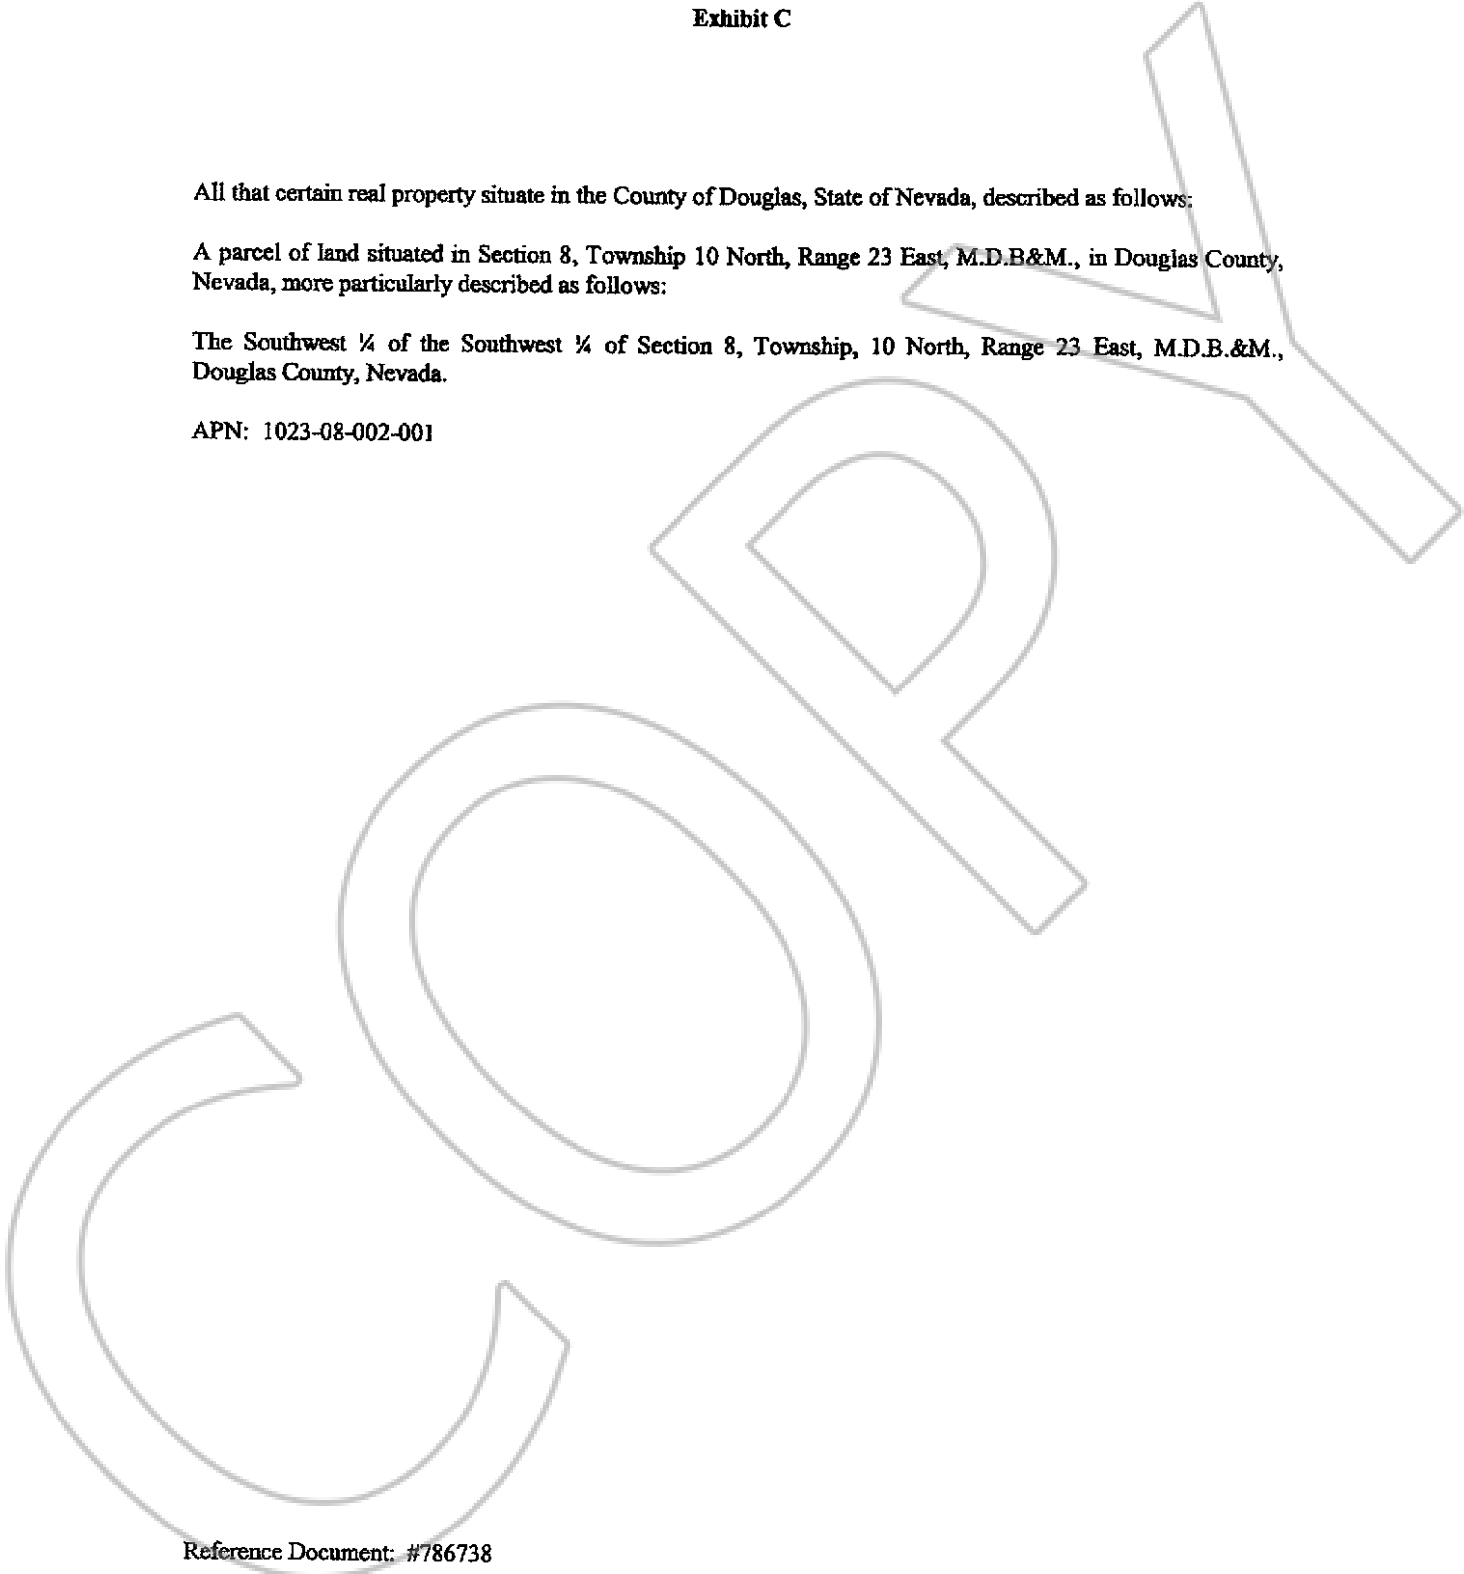 Exhibit C
All that certain real property situate in the County of Douglas, State of Nevada, described as follows:
A parcel of land situated in Section 8, Township 10 North, Range 23 East, M.D.B&M., in Douglas County,
Nevada, more particularly described as follows:
The Southwest ¼ of the Southwest ¼ of Section 8, Township, 10 North, Range 23 East, M.D.B.&M.,
Douglas County, Nevada.
APN: 1023-08-002-001
COPY
Reference Document: #786738